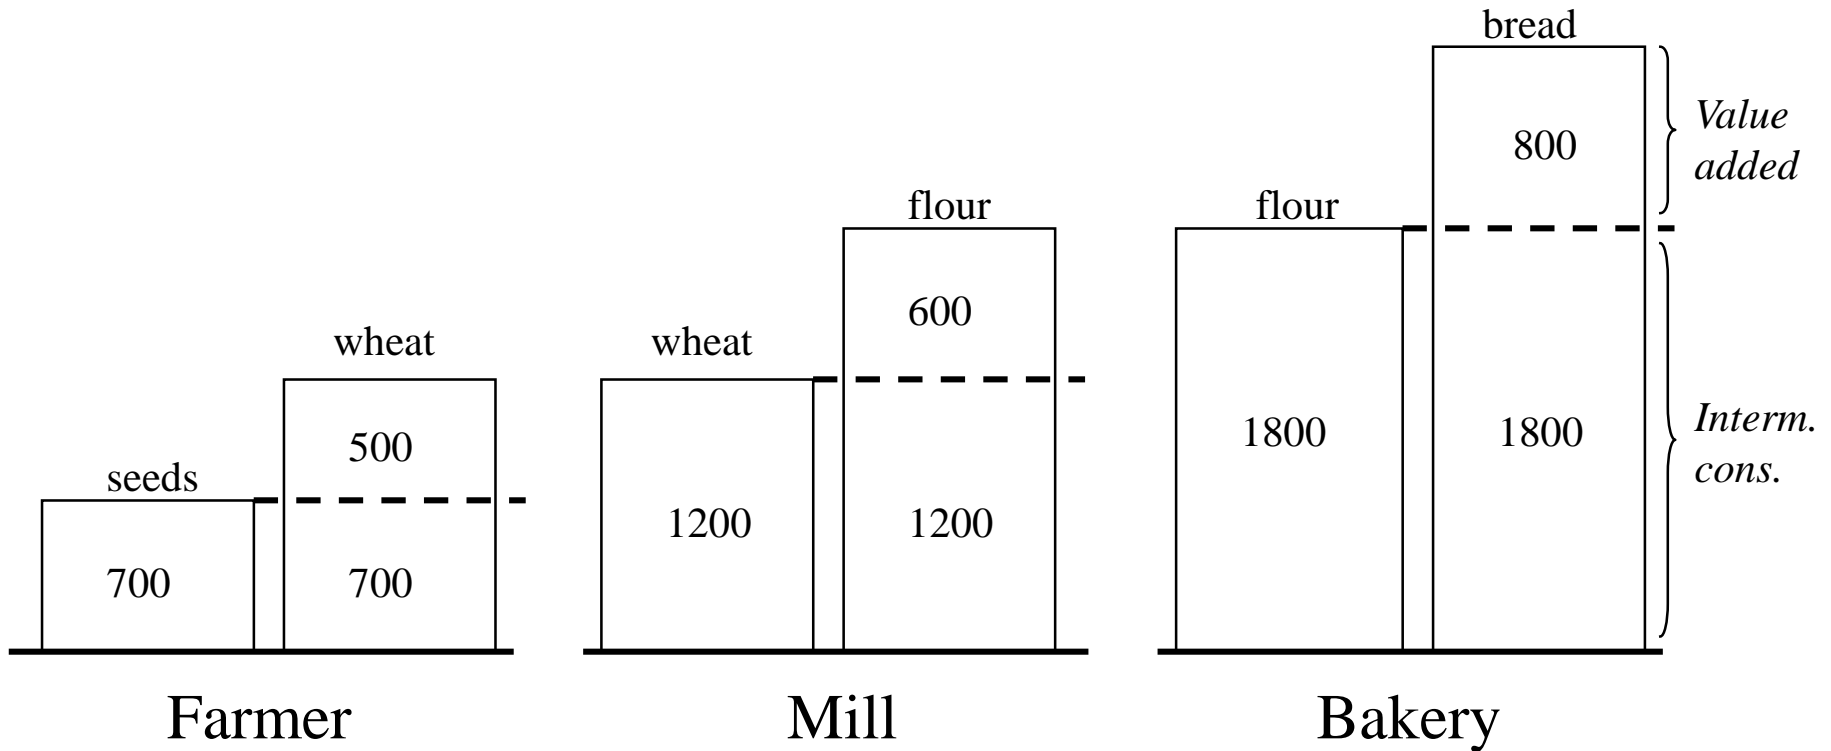 bread
Value
added
800
flour
flour
600
wheat
wheat
500
seeds
1800
1800
Interm.
cons.
1200
1200
700
700
Farmer
Mill
Bakery